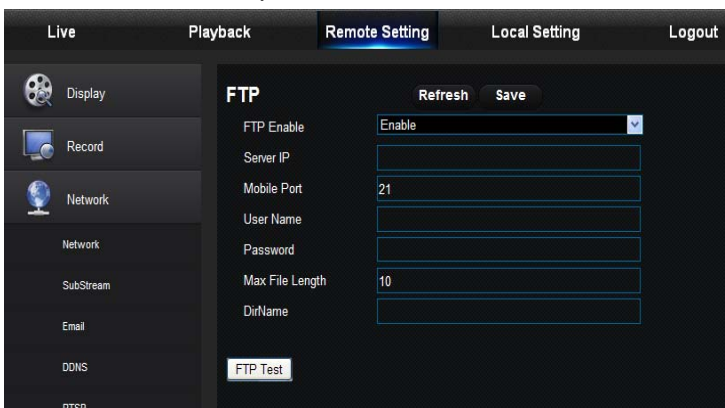 Live Playback Remote Setting Local Setting Logout
Display
Record
Network
Network
SubStream
Email
DDNS
RTSP
FTP Refresh Save
FTP Enable Enable
Server IP
Mobile Port 21
User Name
Password
Max File Length 10
DirName
FTP Test